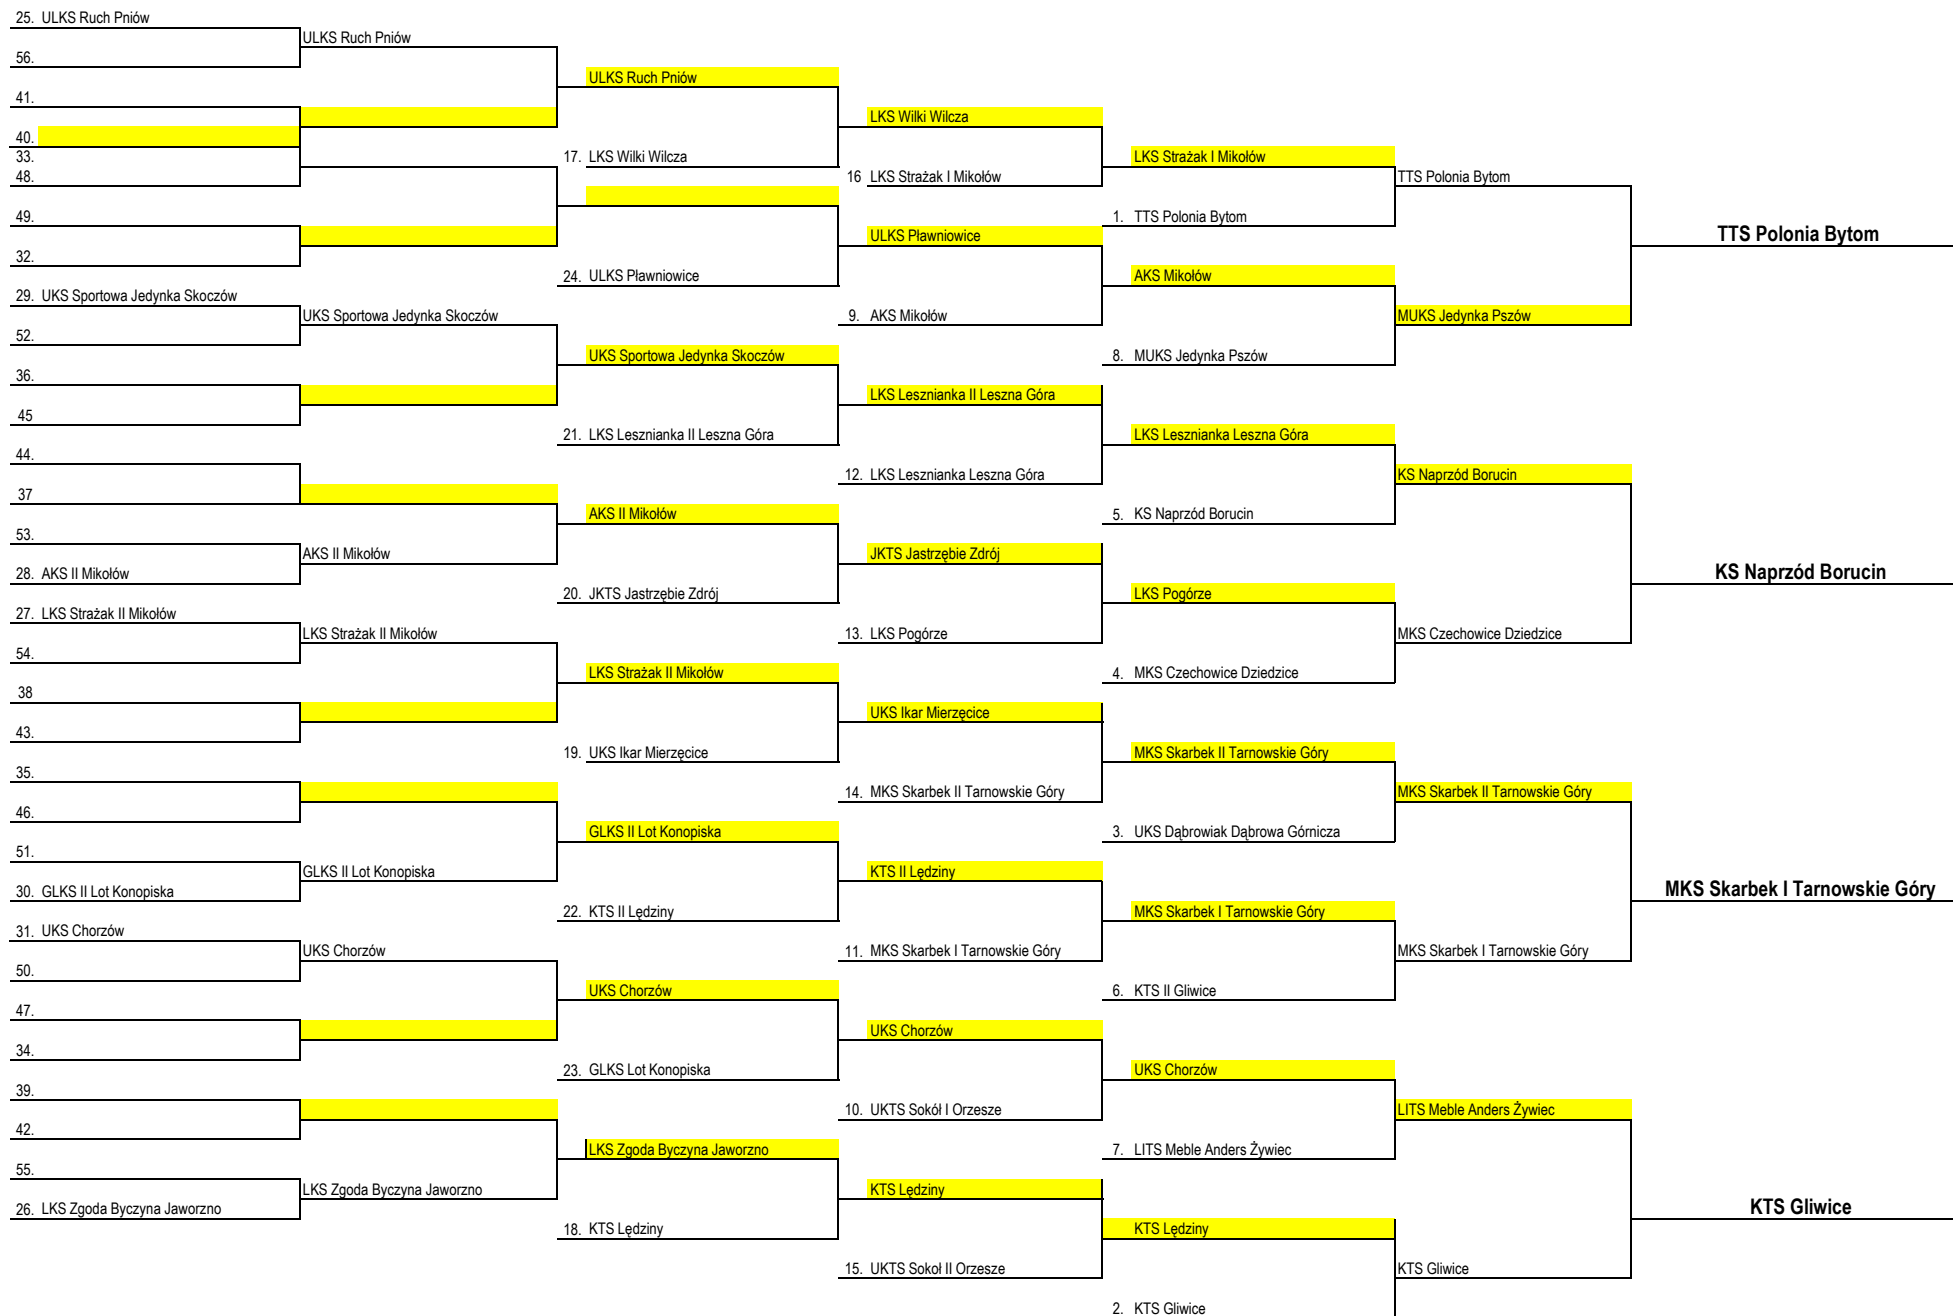 25. ULKS Ruch Pniów
ULKS Ruch Pniów
56.
ULKS Ruch Pniów
41.
LKS Wilki Wilcza
40.
33.
17. LKS Wilki Wilcza
LKS Strażak I Mikołów
48.
16 LKS Strażak I Mikołów
TTS Polonia Bytom
49.
1. TTS Polonia Bytom
ULKS Pławniowice
TTS Polonia Bytom
32.
24. ULKS Pławniowice
AKS Mikołów
29. UKS Sportowa Jedynka Skoczów
UKS Sportowa Jedynka Skoczów
9. AKS Mikołów
MUKS Jedynka Pszów
52.
UKS Sportowa Jedynka Skoczów
8. MUKS Jedynka Pszów
36.
LKS Lesznianka II Leszna Góra
45
21. LKS Lesznianka II Leszna Góra
LKS Lesznianka Leszna Góra
44.
12. LKS Lesznianka Leszna Góra
KS Naprzód Borucin
37
AKS II Mikołów
5. KS Naprzód Borucin
53.
AKS II Mikołów
JKTS Jastrzębie Zdrój
28. AKS II Mikołów
KS Naprzód Borucin
20. JKTS Jastrzębie Zdrój
LKS Pogórze
27. LKS Strażak II Mikołów
LKS Strażak II Mikołów
13. LKS Pogórze
MKS Czechowice Dziedzice
54.
LKS Strażak II Mikołów
4. MKS Czechowice Dziedzice
38
UKS Ikar Mierzęcice
43.
19. UKS Ikar Mierzęcice
MKS Skarbek II Tarnowskie Góry
35.
14. MKS Skarbek II Tarnowskie Góry
MKS Skarbek II Tarnowskie Góry
46.
GLKS II Lot Konopiska
3. UKS Dąbrowiak Dąbrowa Górnicza
51.
GLKS II Lot Konopiska
KTS II Lędziny
30. GLKS II Lot Konopiska
MKS Skarbek I Tarnowskie Góry
22. KTS II Lędziny
MKS Skarbek I Tarnowskie Góry
31. UKS Chorzów
UKS Chorzów
11. MKS Skarbek I Tarnowskie Góry
MKS Skarbek I Tarnowskie Góry
50.
UKS Chorzów
6. KTS II Gliwice
47.
UKS Chorzów
34.
23. GLKS Lot Konopiska
UKS Chorzów
39.
10. UKTS Sokół I Orzesze
LITS Meble Anders Żywiec
42.
LKS Zgoda Byczyna Jaworzno
7. LITS Meble Anders Żywiec
55.
LKS Zgoda Byczyna Jaworzno
KTS Lędziny
26. LKS Zgoda Byczyna Jaworzno
KTS Gliwice
18. KTS Lędziny
KTS Lędziny
15. UKTS Sokoł II Orzesze
KTS Gliwice
2. KTS Gliwice